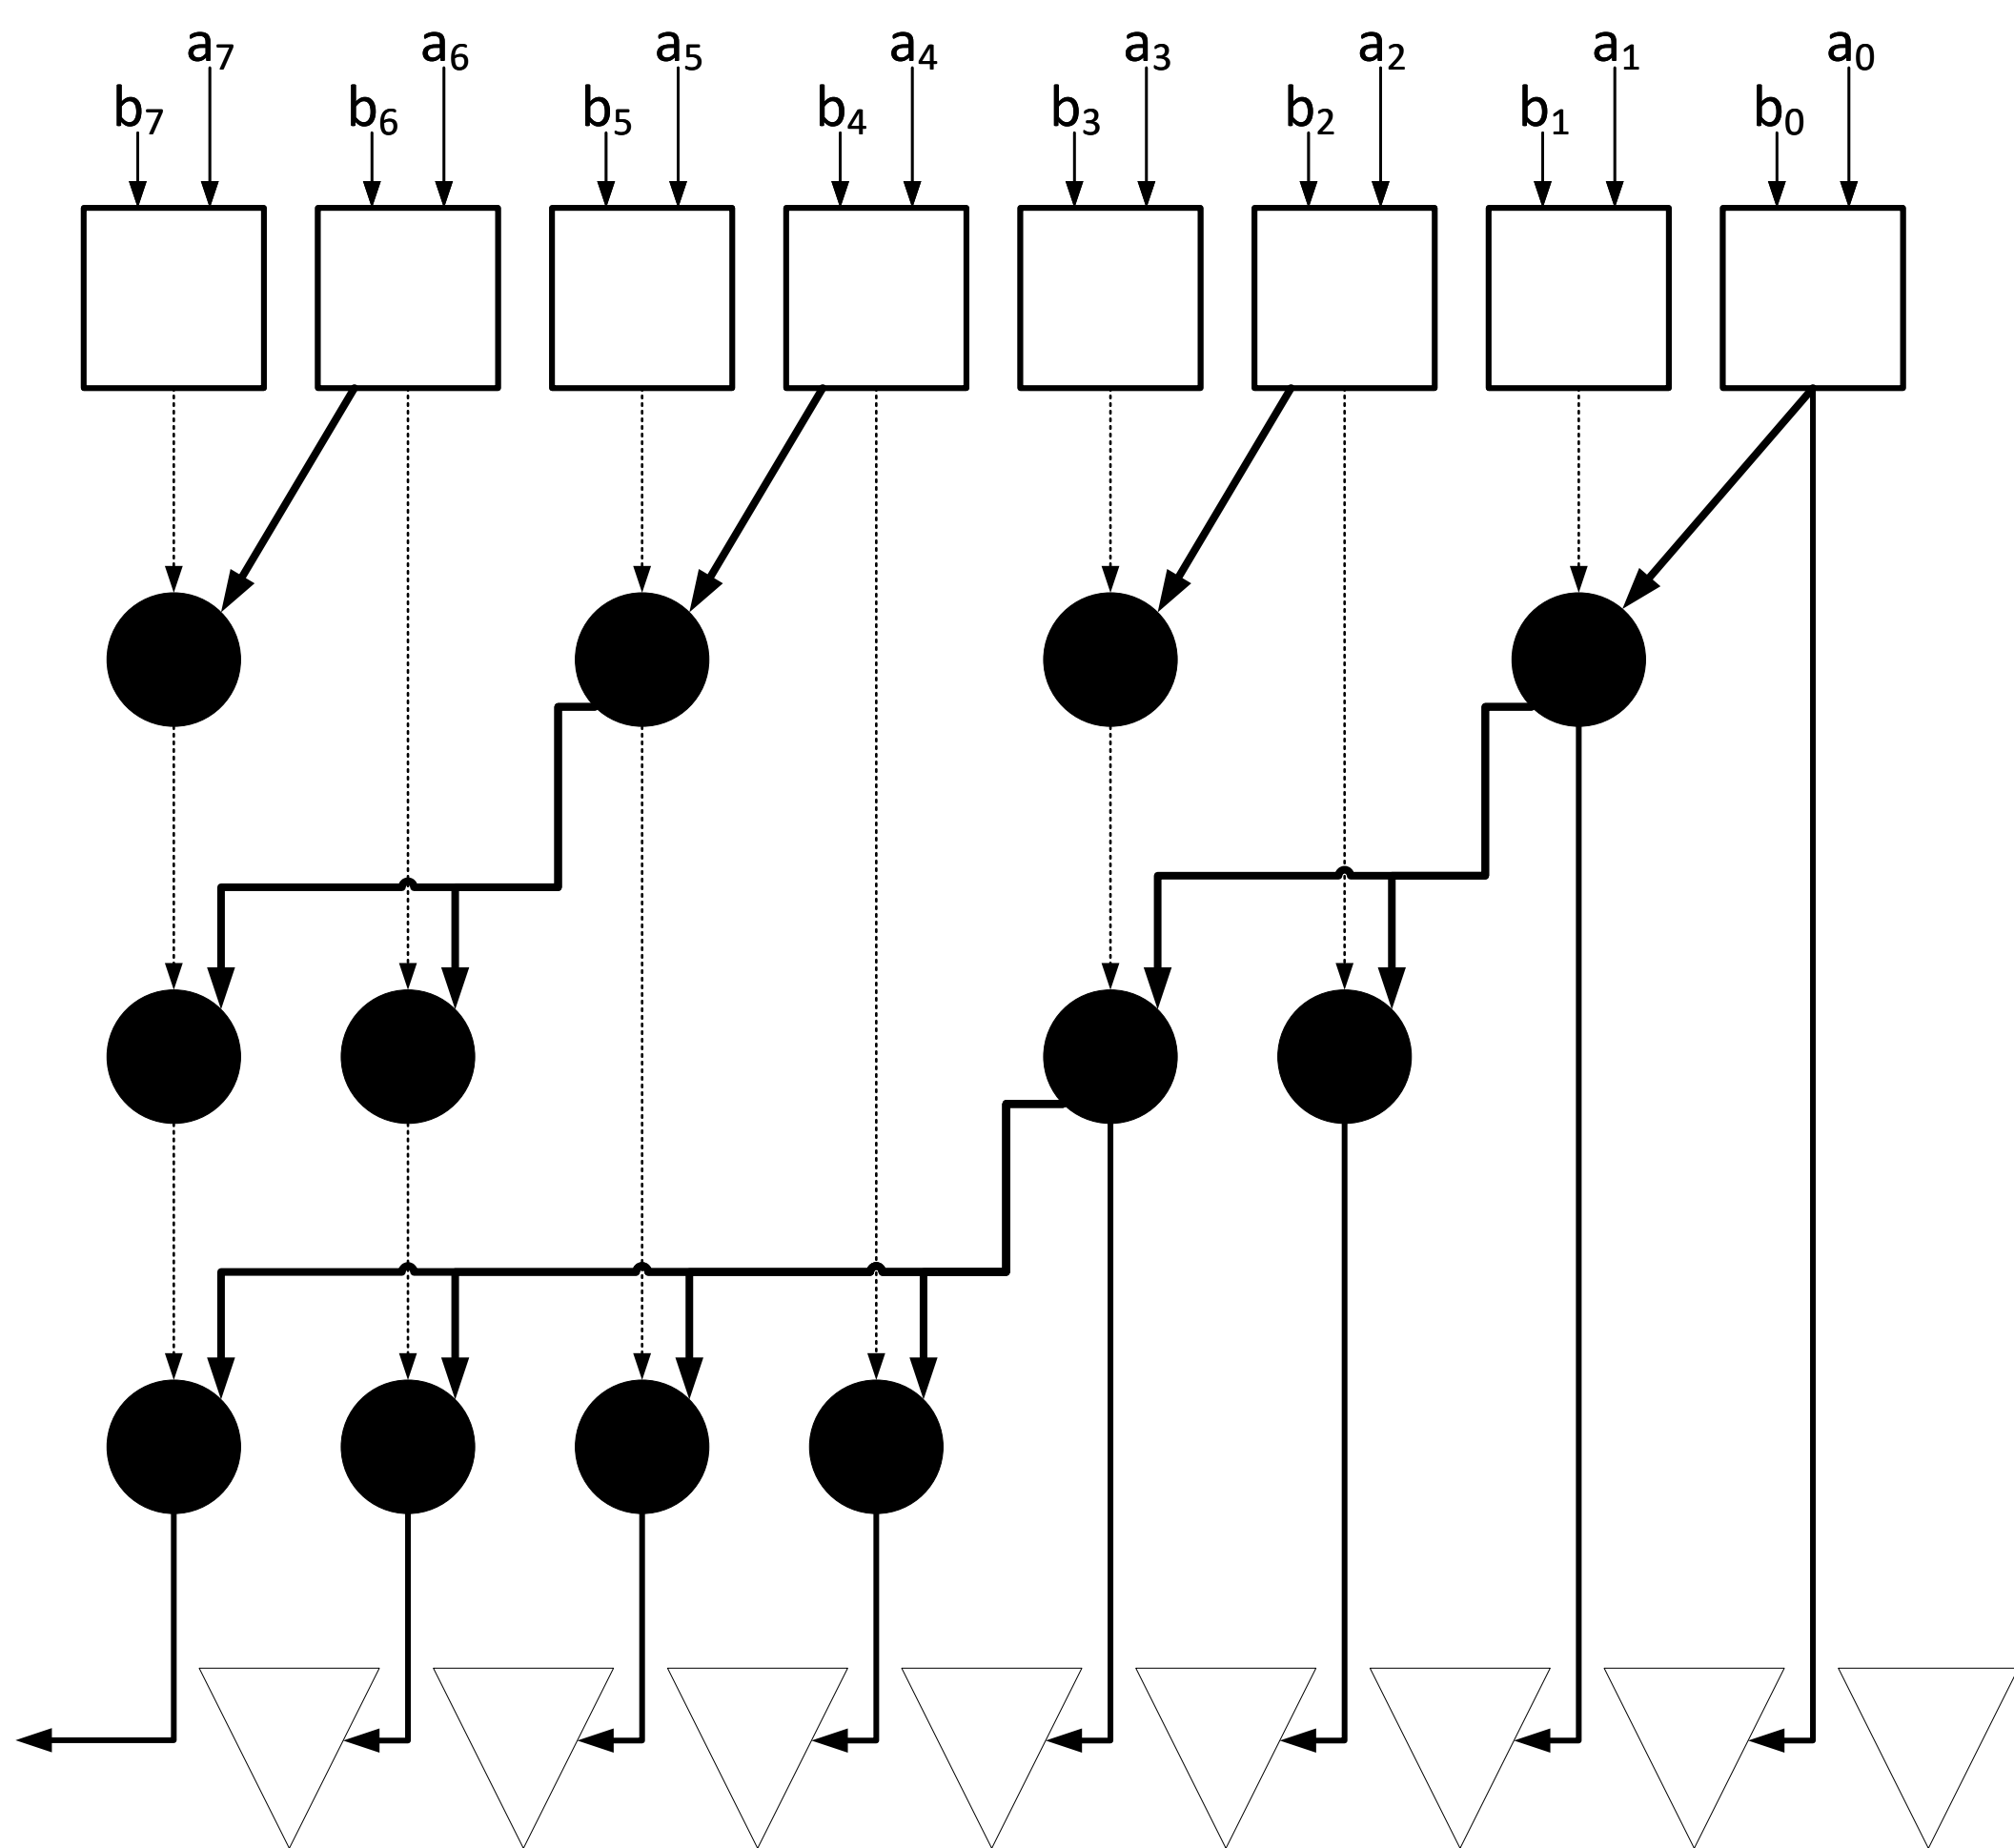 a₇ a₆ a₅ a₄ a₃ a₂ a₁ a₀
b₇ b₆ b₅ b₄ b₃ b₂ b₁ b₀